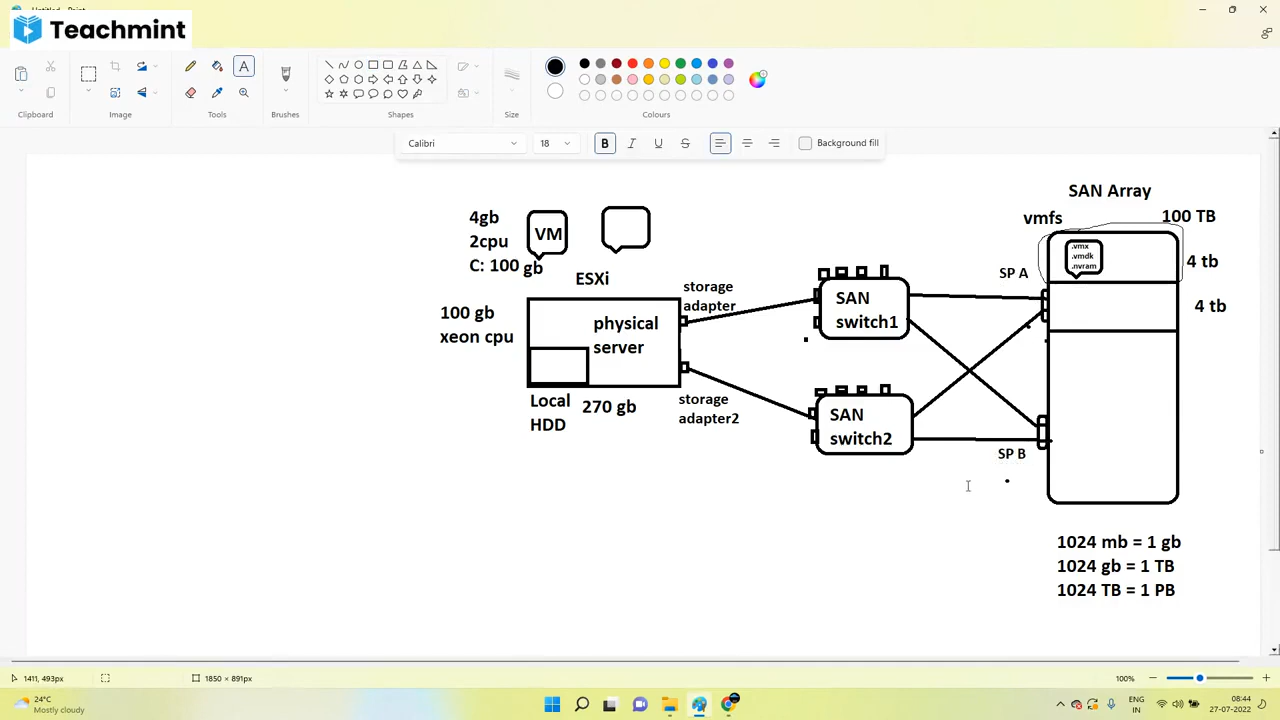 Untitled - Paint
Teachmint
Clipboard
Image
Tools
Brushes
Shapes
Size
Colours
A
Calibri
18
B
I
U
S
Background fill
SAN Array
vmfs
100 TB
4gb
2cpu
C: 100 gb
VM
.vmx
.vmdk
.nvram
4 tb
SP A
ESXi
storage
adapter
SAN
switch1
4 tb
100 gb
xeon cpu
physical
server
Local
HDD
270 gb
storage
adapter2
SAN
switch2
SP B
1024 mb = 1 gb
1024 gb = 1 TB
1024 TB = 1 PB
1411, 493px
1850 × 891px
100%
24°C
Mostly cloudy
ENG
IN
08:44
27-07-2022